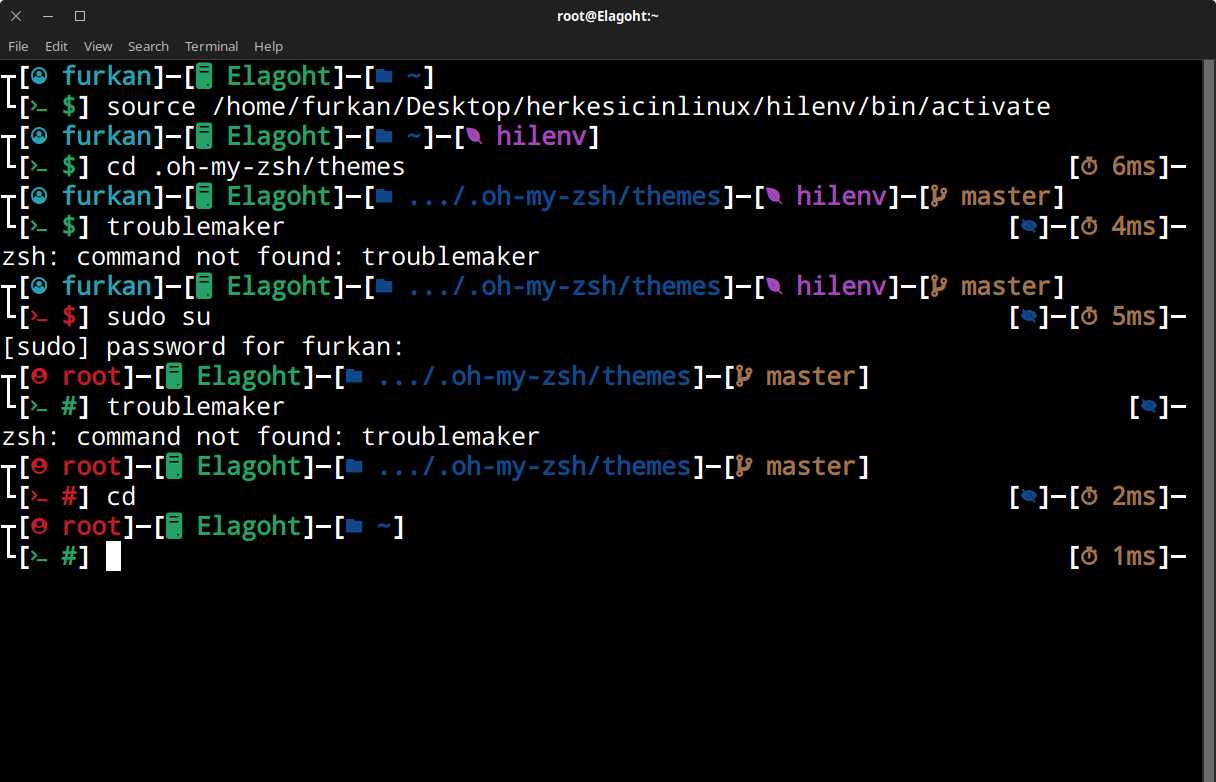 root@Elagoht:~
File Edit View Search Terminal Help
┬[furkan]─[Elagoht]─[~]
└[>_ $] source /home/furkan/Desktop/herkesicinlinux/hilenv/bin/activate
┬[furkan]─[Elagoht]─[~]─[hilenv]
└[>_ $] cd .oh-my-zsh/themes [6ms]─
┬[furkan]─[Elagoht]─[.../.oh-my-zsh/themes]─[hilenv]─[master]
└[>_ $] troublemaker []─[4ms]─
zsh: command not found: troublemaker
┬[furkan]─[Elagoht]─[.../.oh-my-zsh/themes]─[hilenv]─[master]
└[>_ $] sudo su []─[5ms]─
[sudo] password for furkan:
┬[root]─[Elagoht]─[.../.oh-my-zsh/themes]─[master]
└[>_ #] troublemaker []─
zsh: command not found: troublemaker
┬[root]─[Elagoht]─[.../.oh-my-zsh/themes]─[master]
└[>_ #] cd []─[2ms]─
┬[root]─[Elagoht]─[~]
└[>_ #] [1ms]─